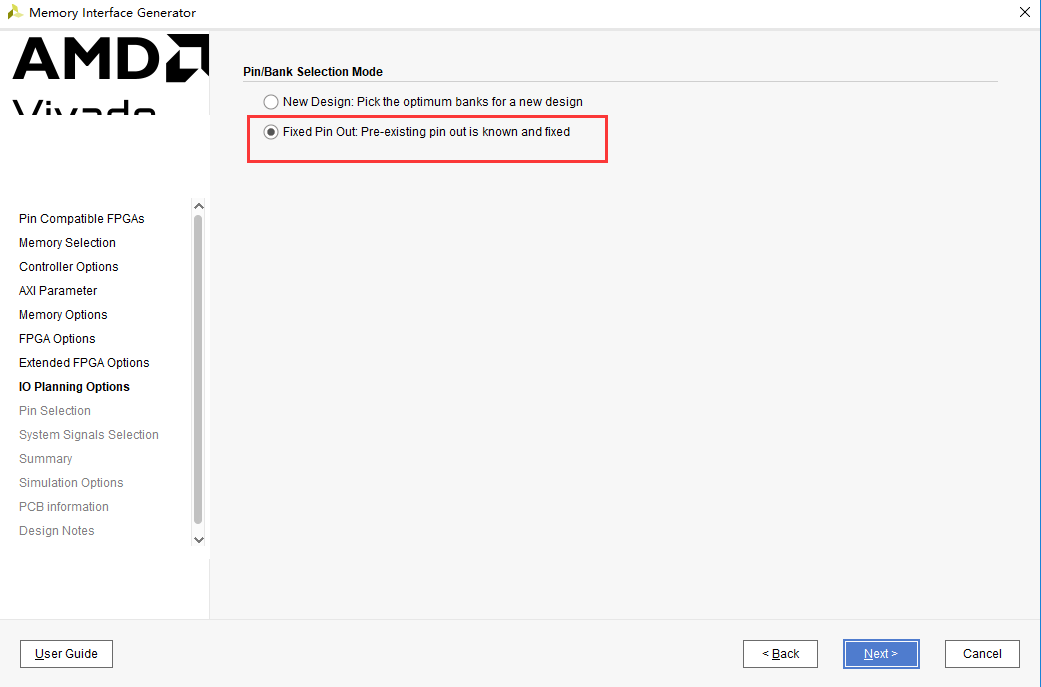 Memory Interface Generator
AMD
Vivado
Pin/Bank Selection Mode
New Design: Pick the optimum banks for a new design
Fixed Pin Out: Pre-existing pin out is known and fixed
Pin Compatible FPGAs
Memory Selection
Controller Options
AXI Parameter
Memory Options
FPGA Options
Extended FPGA Options
IO Planning Options
Pin Selection
System Signals Selection
Summary
Simulation Options
PCB information
Design Notes
User Guide
< Back
Next >
Cancel